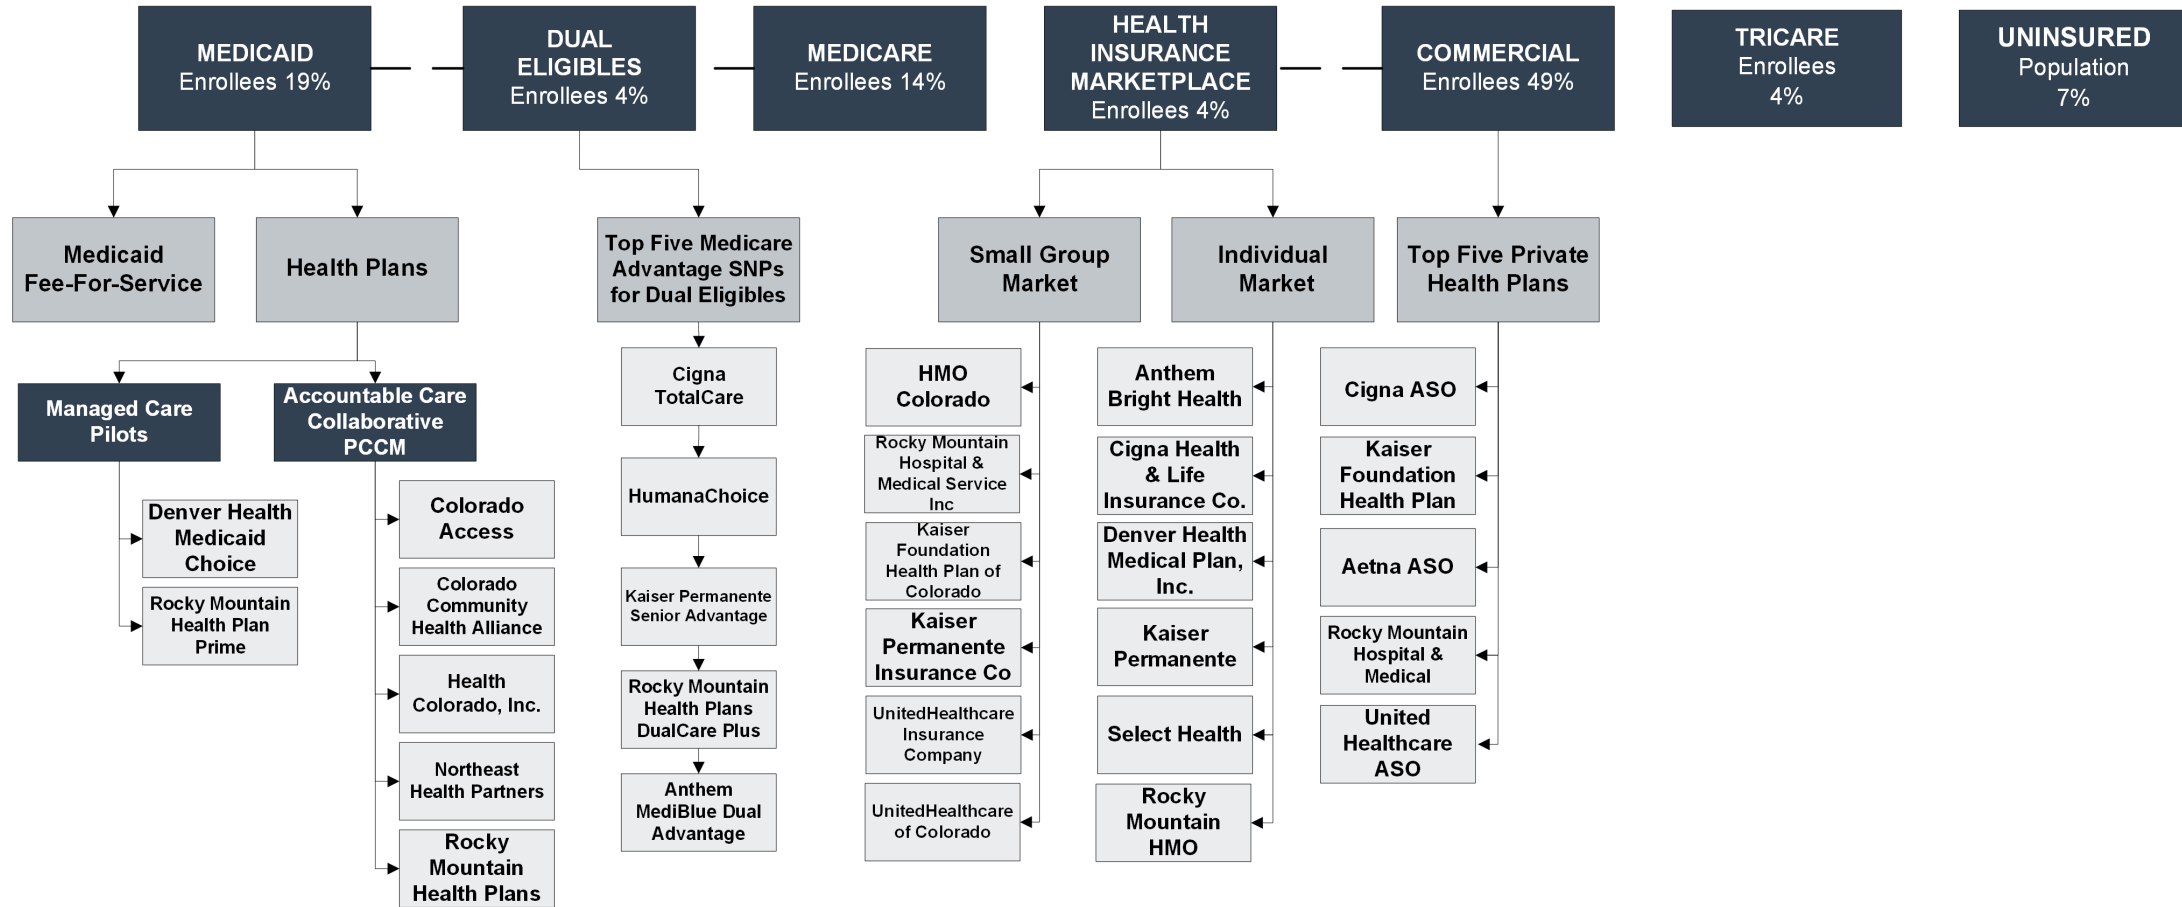 MEDICAID
Enrollees 19%
DUAL
ELIGIBLES
Enrollees 4%
MEDICARE
Enrollees 14%
HEALTH
INSURANCE
MARKETPLACE
Enrollees 4%
COMMERCIAL
Enrollees 49%
TRICARE
Enrollees
4%
UNINSURED
Population
7%
Medicaid
Fee-For-Service
Health Plans
Top Five Medicare
Advantage SNPs
for Dual Eligibles
Small Group
Market
Individual
Market
Top Five Private
Health Plans
Managed Care
Pilots
Denver Health
Medicaid
Choice
Rocky Mountain
Health Plan
Prime
Accountable Care
Collaborative
PCCM
Colorado
Access
Colorado
Community
Health Alliance
Health
Colorado, Inc.
Northeast
Health Partners
Rocky
Mountain
Health Plans
Cigna
TotalCare
HumanaChoice
Kaiser Permanente
Senior Advantage
Rocky Mountain
Health Plans
DualCare Plus
Anthem
MediBlue Dual
Advantage
HMO
Colorado
Rocky Mountain
Hospital &
Medical Service
Inc
Kaiser
Foundation
Health Plan of
Colorado
Kaiser
Permanente
Insurance Co
UnitedHealthcare
Insurance
Company
UnitedHealthcare
of Colorado
Anthem
Bright Health
Cigna Health
& Life
Insurance Co.
Denver Health
Medical Plan,
Inc.
Kaiser
Permanente
Select Health
Rocky
Mountain
HMO
Cigna ASO
Kaiser
Foundation
Health Plan
Aetna ASO
Rocky Mountain
Hospital &
Medical
United
Healthcare
ASO